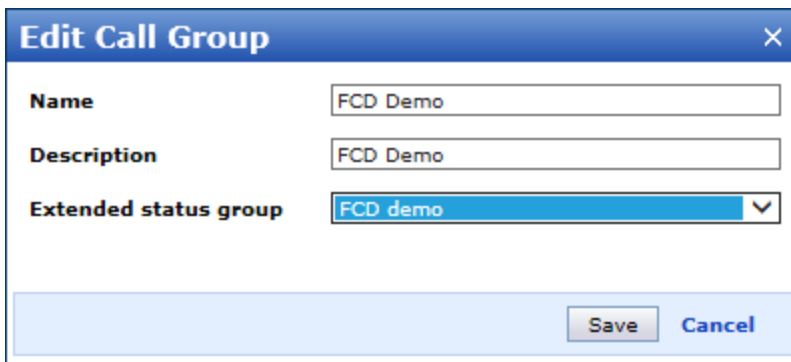 Edit Call Group
Name FCD Demo
Description FCD Demo
Extended status group FCD demo
Save Cancel